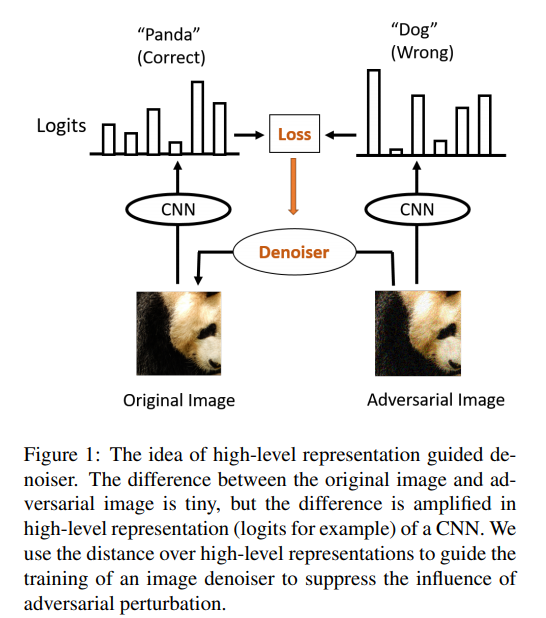 “Panda”
(Correct)
“Dog”
(Wrong)
Logits
Loss
CNN
CNN
Denoiser
Original Image
Adversarial Image
Figure 1: The idea of high-level representation guided de-
noiser. The difference between the original image and ad-
versarial image is tiny, but the difference is amplified in
high-level representation (logits for example) of a CNN. We
use the distance over high-level representations to guide the
training of an image denoiser to suppress the influence of
adversarial perturbation.